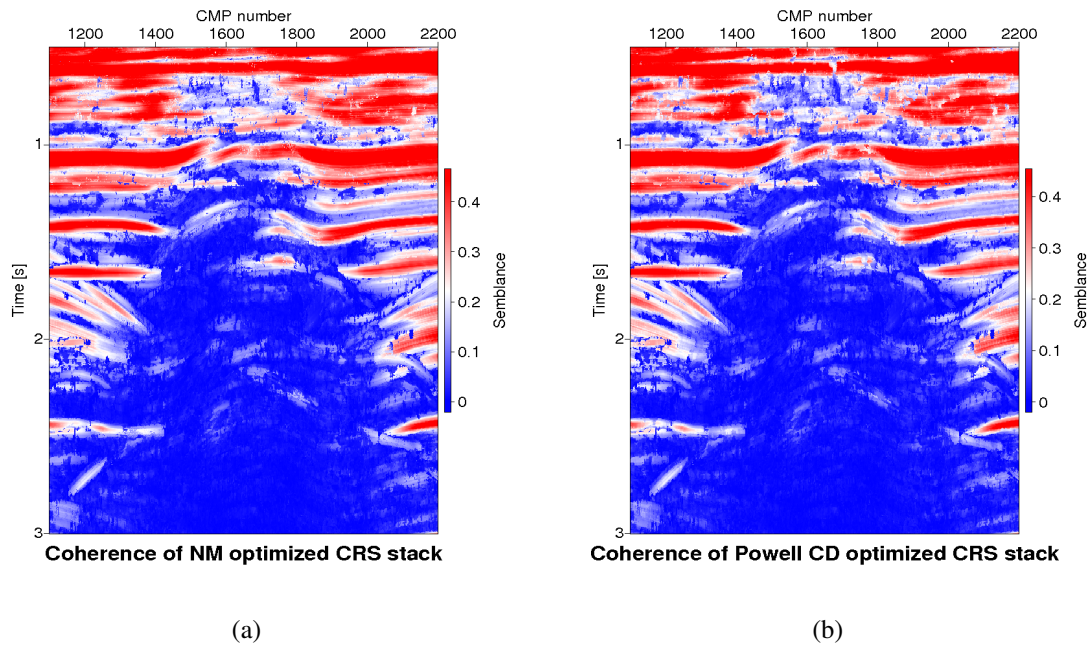 CMP number
1200 1400 1600 1800 2000 2200
1
2
3
Time [s]
0.4
0.3
0.2
0.1
0
Semblance
Coherence of NM optimized CRS stack
(a)
CMP number
1200 1400 1600 1800 2000 2200
1
2
3
Time [s]
0.4
0.3
0.2
0.1
0
Semblance
Coherence of Powell CD optimized CRS stack
(b)